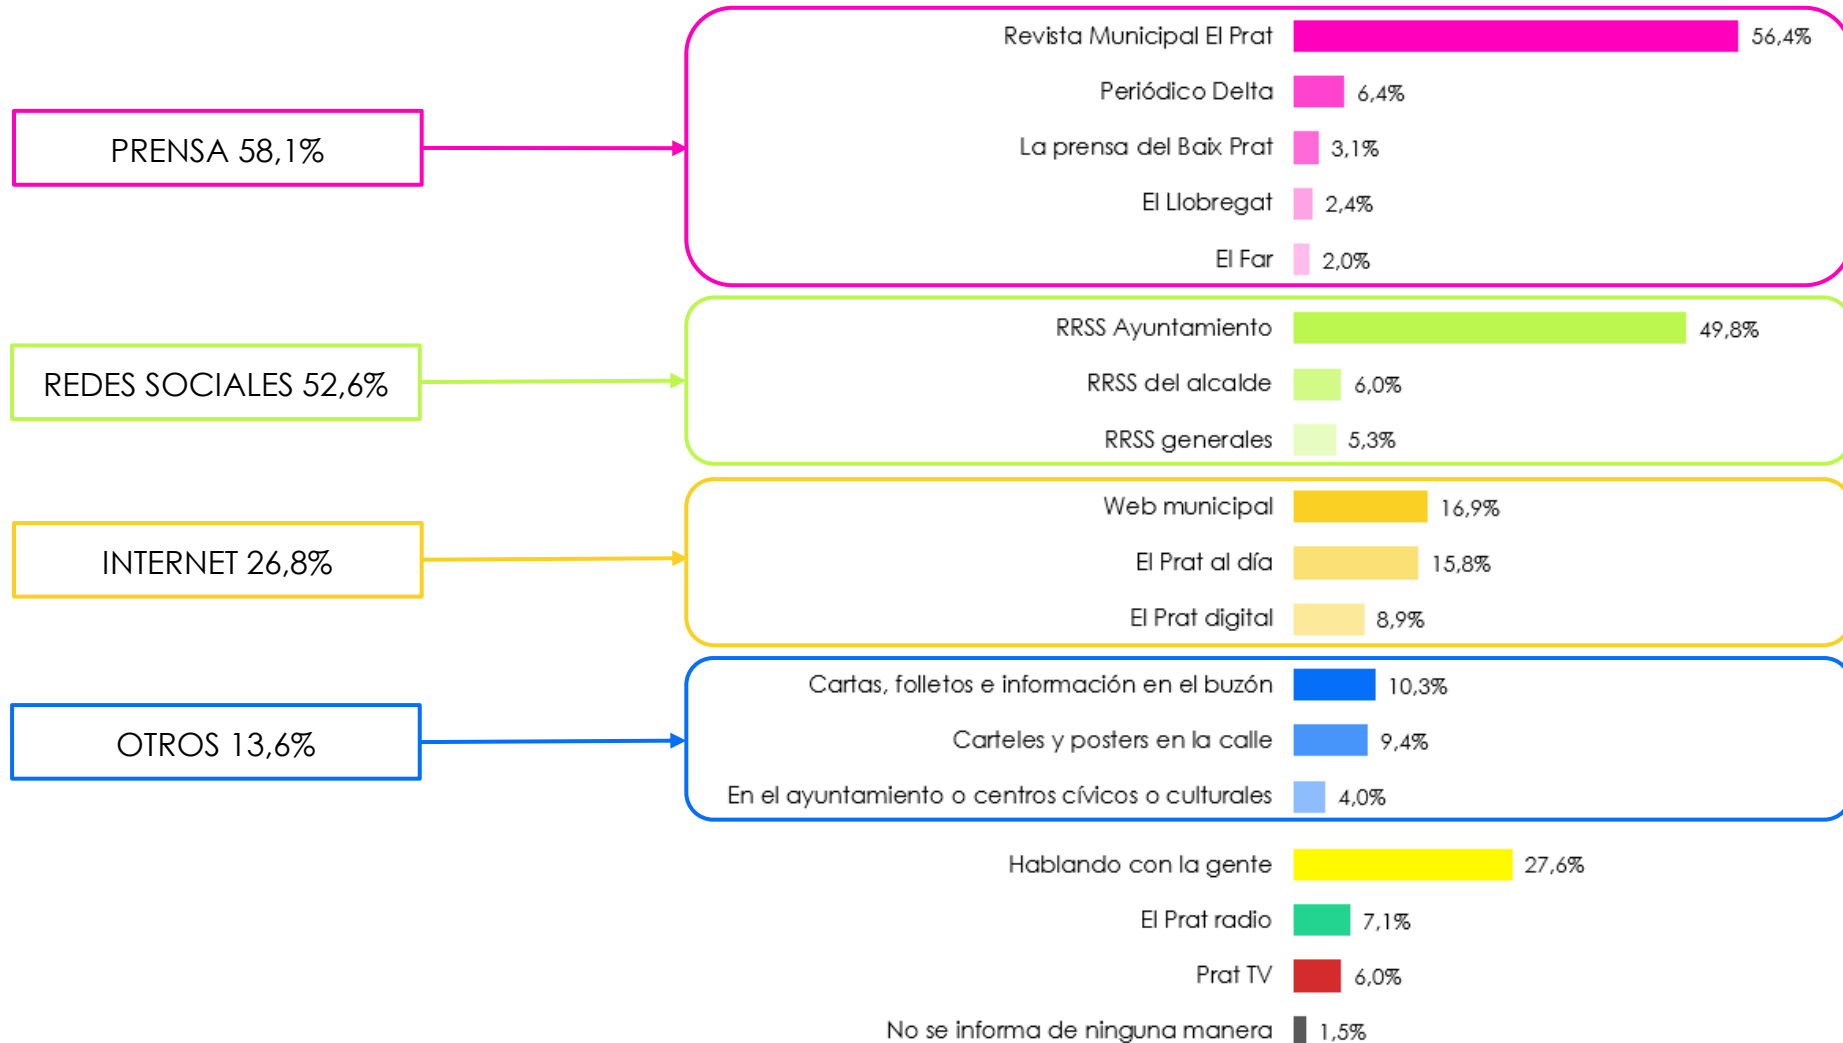 PRENSA 58,1%
Revista Municipal El Prat 56,4%
Periódico Delta 6,4%
La prensa del Baix Prat 3,1%
El Llobregat 2,4%
El Far 2,0%
REDES SOCIALES 52,6%
RRSS Ayuntamiento 49,8%
RRSS del alcalde 6,0%
RRSS generales 5,3%
INTERNET 26,8%
Web municipal 16,9%
El Prat al día 15,8%
El Prat digital 8,9%
OTROS 13,6%
Cartas, folletos e información en el buzón 10,3%
Carteles y posters en la calle 9,4%
En el ayuntamiento o centros cívicos o culturales 4,0%
Hablando con la gente 27,6%
El Prat radio 7,1%
Prat TV 6,0%
No se informa de ninguna manera 1,5%